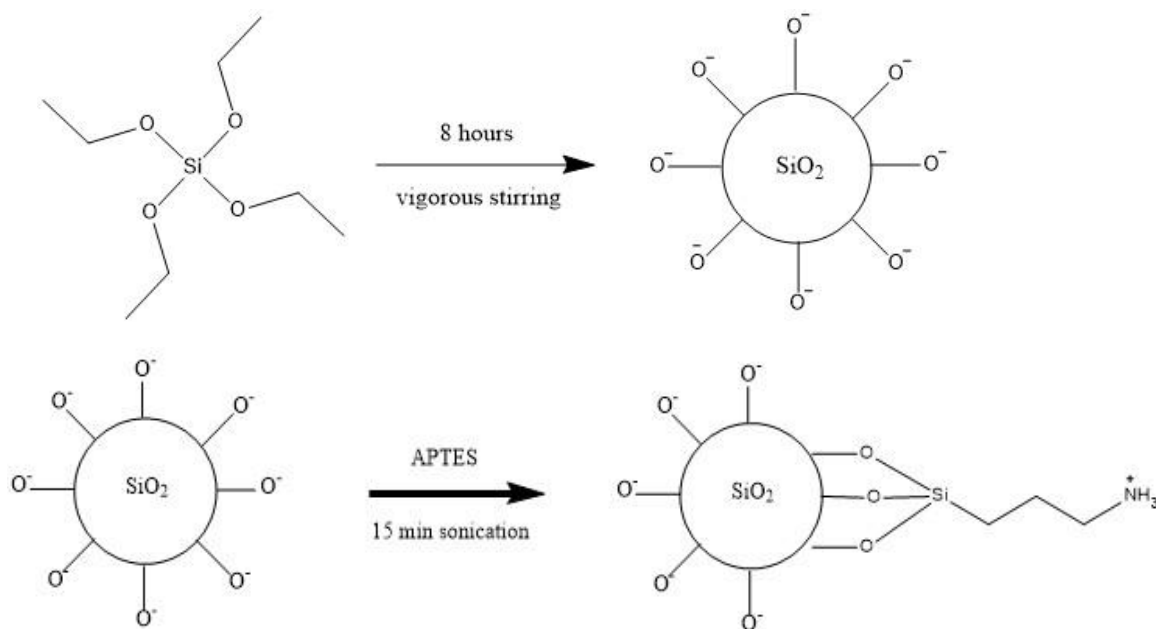 O⁻
O⁻
O⁻
O
O
8 hours
Si
O⁻
SiO₂
O⁻
vigorous stirring
O
O
O⁻
O⁻
O⁻
O⁻
O⁻
O⁻
O⁻
O⁻
O⁻
APTES
O
O⁻
SiO₂
O⁻
O⁻
SiO₂
O
Si
NH₃⁺
15 min sonication
O
O⁻
O⁻
O⁻
O⁻
O⁻